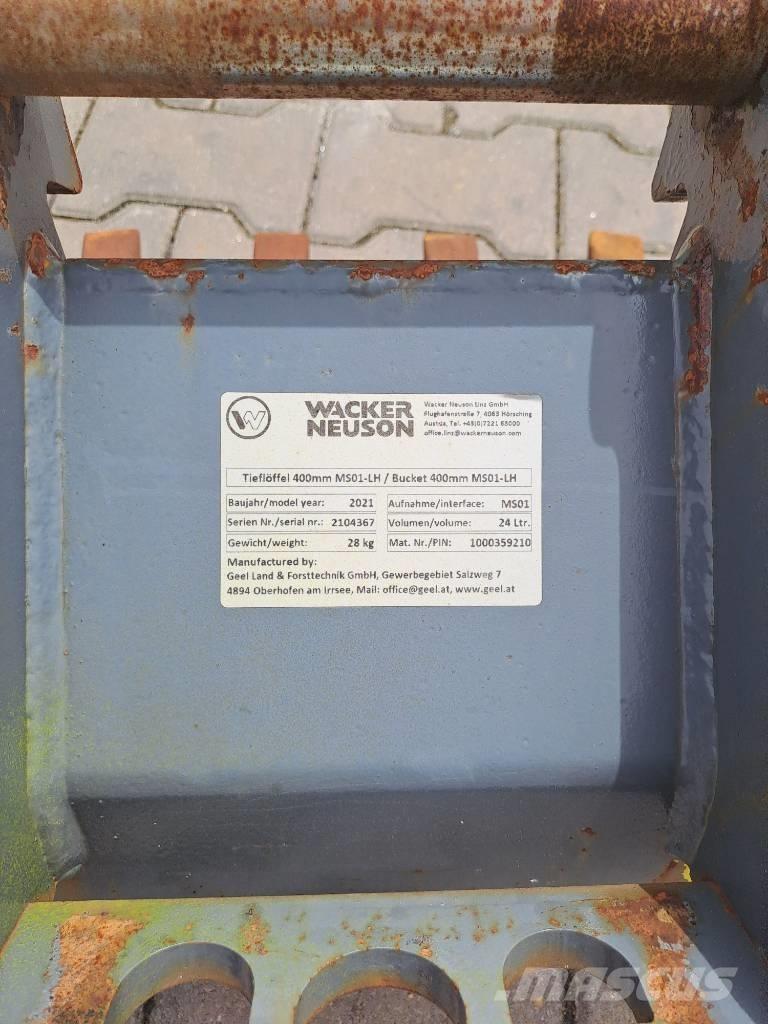 W
WACKER
NEUSON
Wacker Neuson Linz GmbH
Flughafenstraße 7, 4063 Hörsching
Austria, Tel. +43(0)7221 63000
office.linz@wackerneuson.com
Tieflöffel 400mm MS01-LH / Bucket 400mm MS01-LH
Baujahr/model year: 2021 Aufnahme/interface: MS01
Serien Nr./serial nr.: 2104367 Volumen/volume: 24 Ltr.
Gewicht/weight: 28 kg Mat. Nr./PIN: 1000359210
Manufactured by:
Geel Land & Forsttechnik GmbH, Gewerbegebiet Salzweg 7
4894 Oberhofen am Irrsee, Mail: office@geel.at, www.geel.at
MASCUS